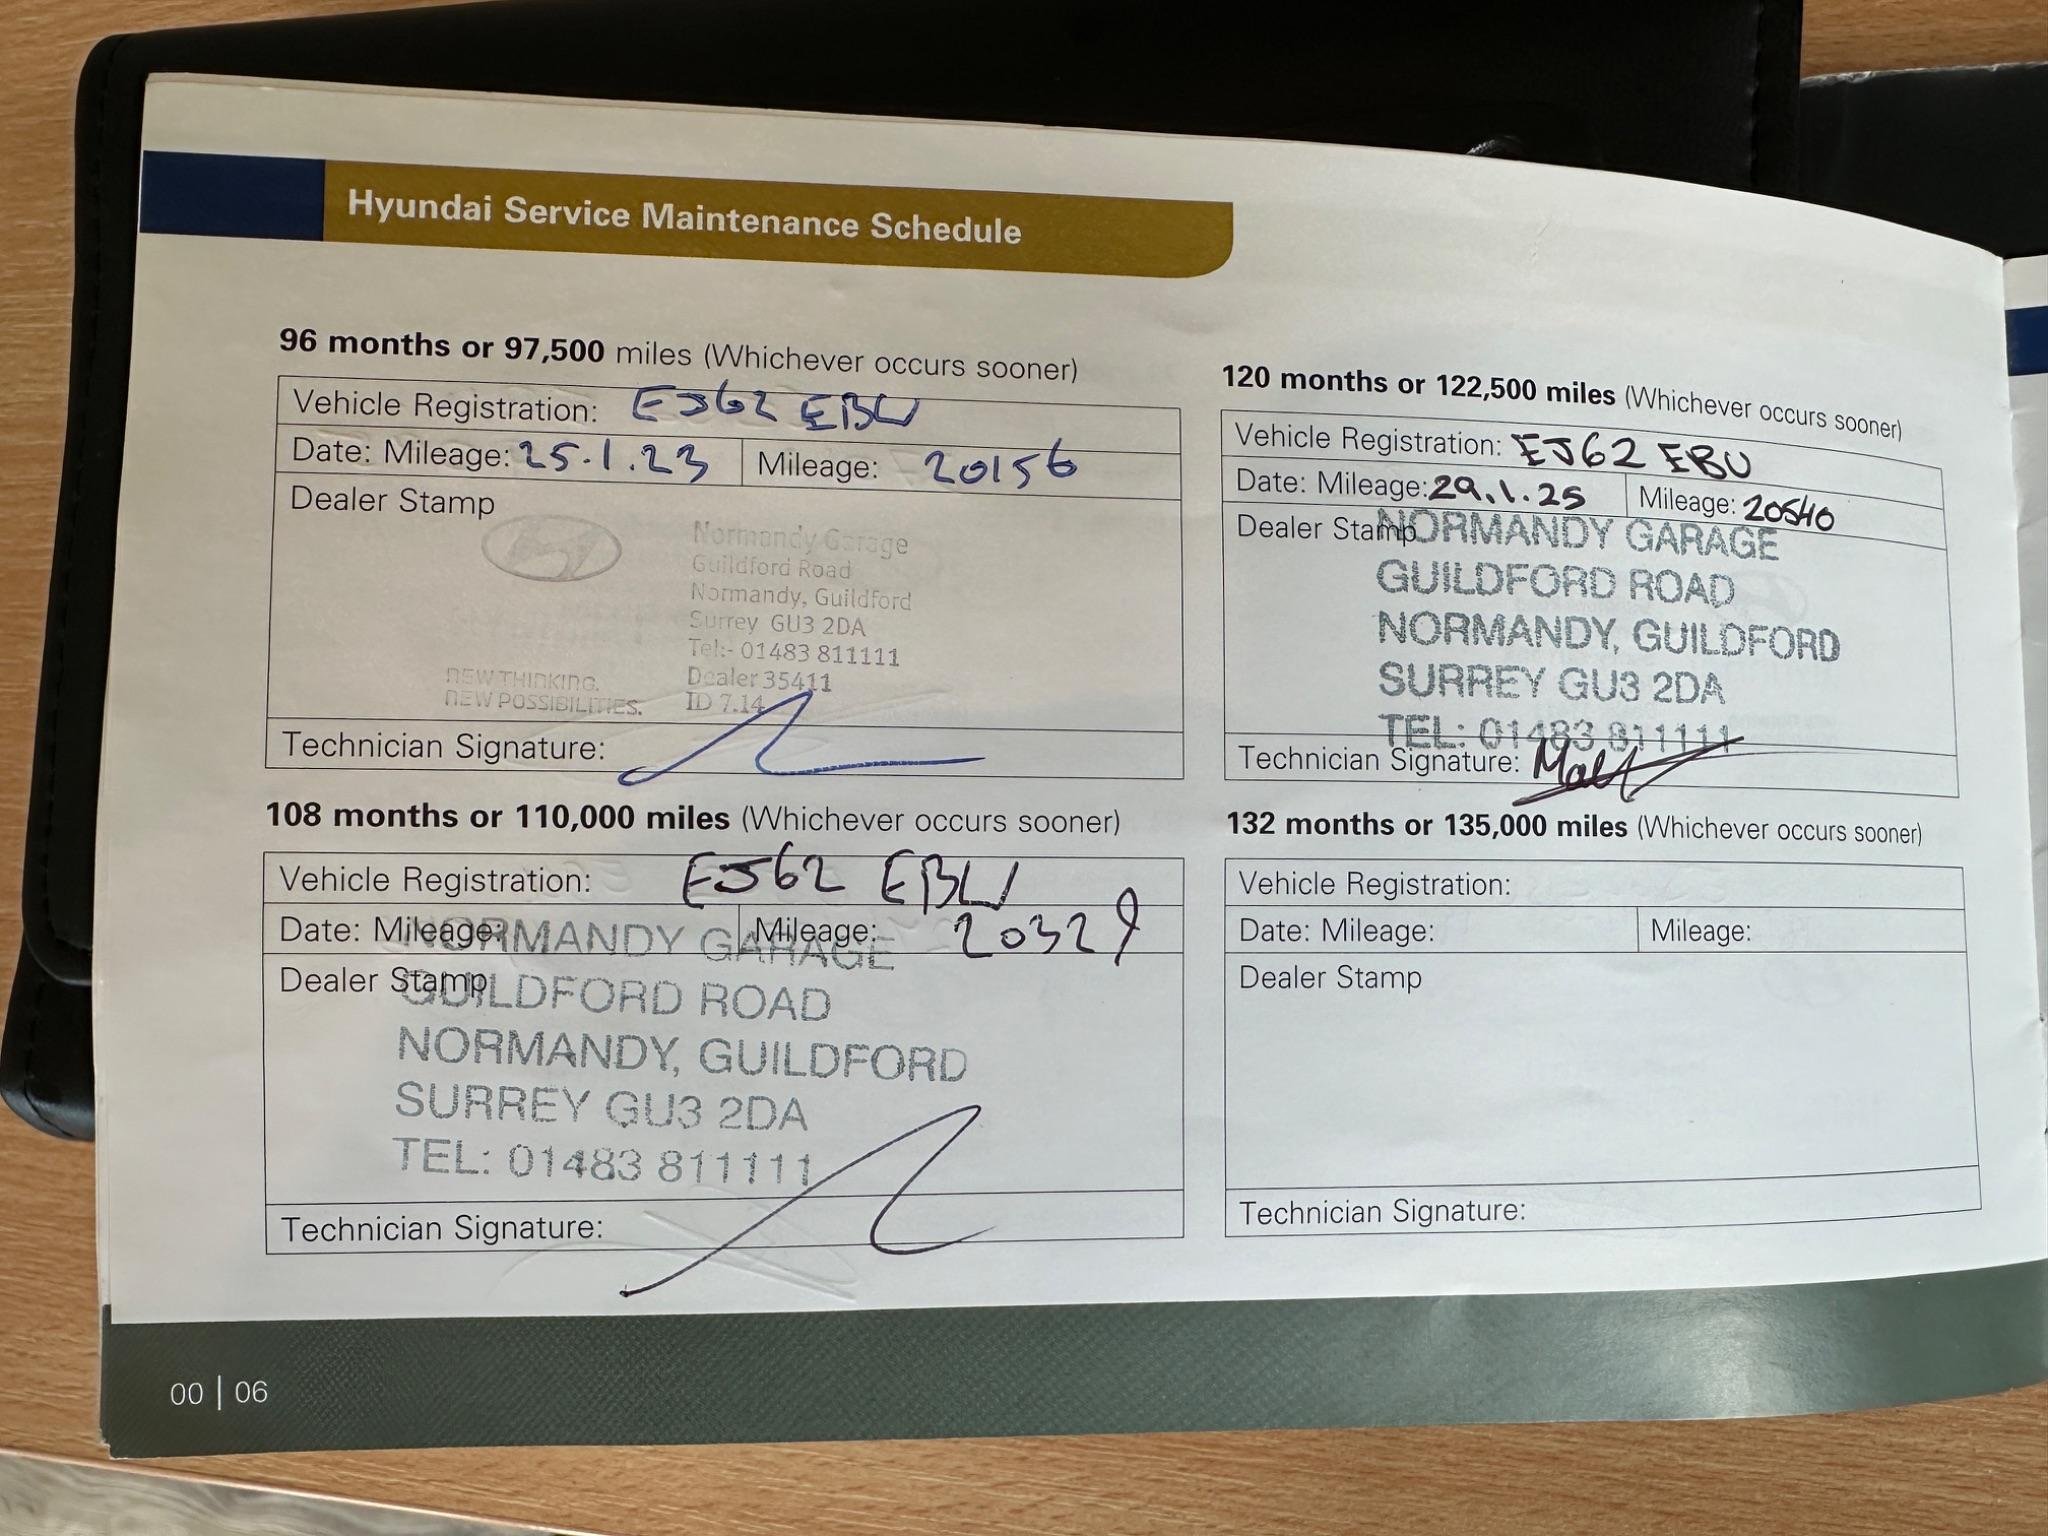 Hyundai Service Maintenance Schedule
96 months or 97,500 miles (Whichever occurs sooner)
Vehicle Registration: EJ62 EBU
Date: Mileage: 25.1.23 Mileage: 20156
Dealer Stamp
Normandy Garage
Guildford Road
Normandy, Guildford
Surrey GU3 2DA
Tel:- 01483 811111
NEW THINKING. Dealer 35411
NEW POSSIBILITIES. ID 7.14
Technician Signature:
108 months or 110,000 miles (Whichever occurs sooner)
Vehicle Registration: EJ62 EBU
Date: Mileage: Mileage: 20329
NORMANDY GARAGE
Dealer Stamp
GUILDFORD ROAD
NORMANDY, GUILDFORD
SURREY GU3 2DA
TEL: 01483 811111
Technician Signature:
120 months or 122,500 miles (Whichever occurs sooner)
Vehicle Registration: EJ62 EBU
Date: Mileage: 29.1.25 Mileage: 20540
Dealer Stamp
NORMANDY GARAGE
GUILDFORD ROAD
NORMANDY, GUILDFORD
SURREY GU3 2DA
TEL: 01483 811111
Technician Signature: Matt
132 months or 135,000 miles (Whichever occurs sooner)
Vehicle Registration:
Date: Mileage: Mileage:
Dealer Stamp
Technician Signature:
00 | 06